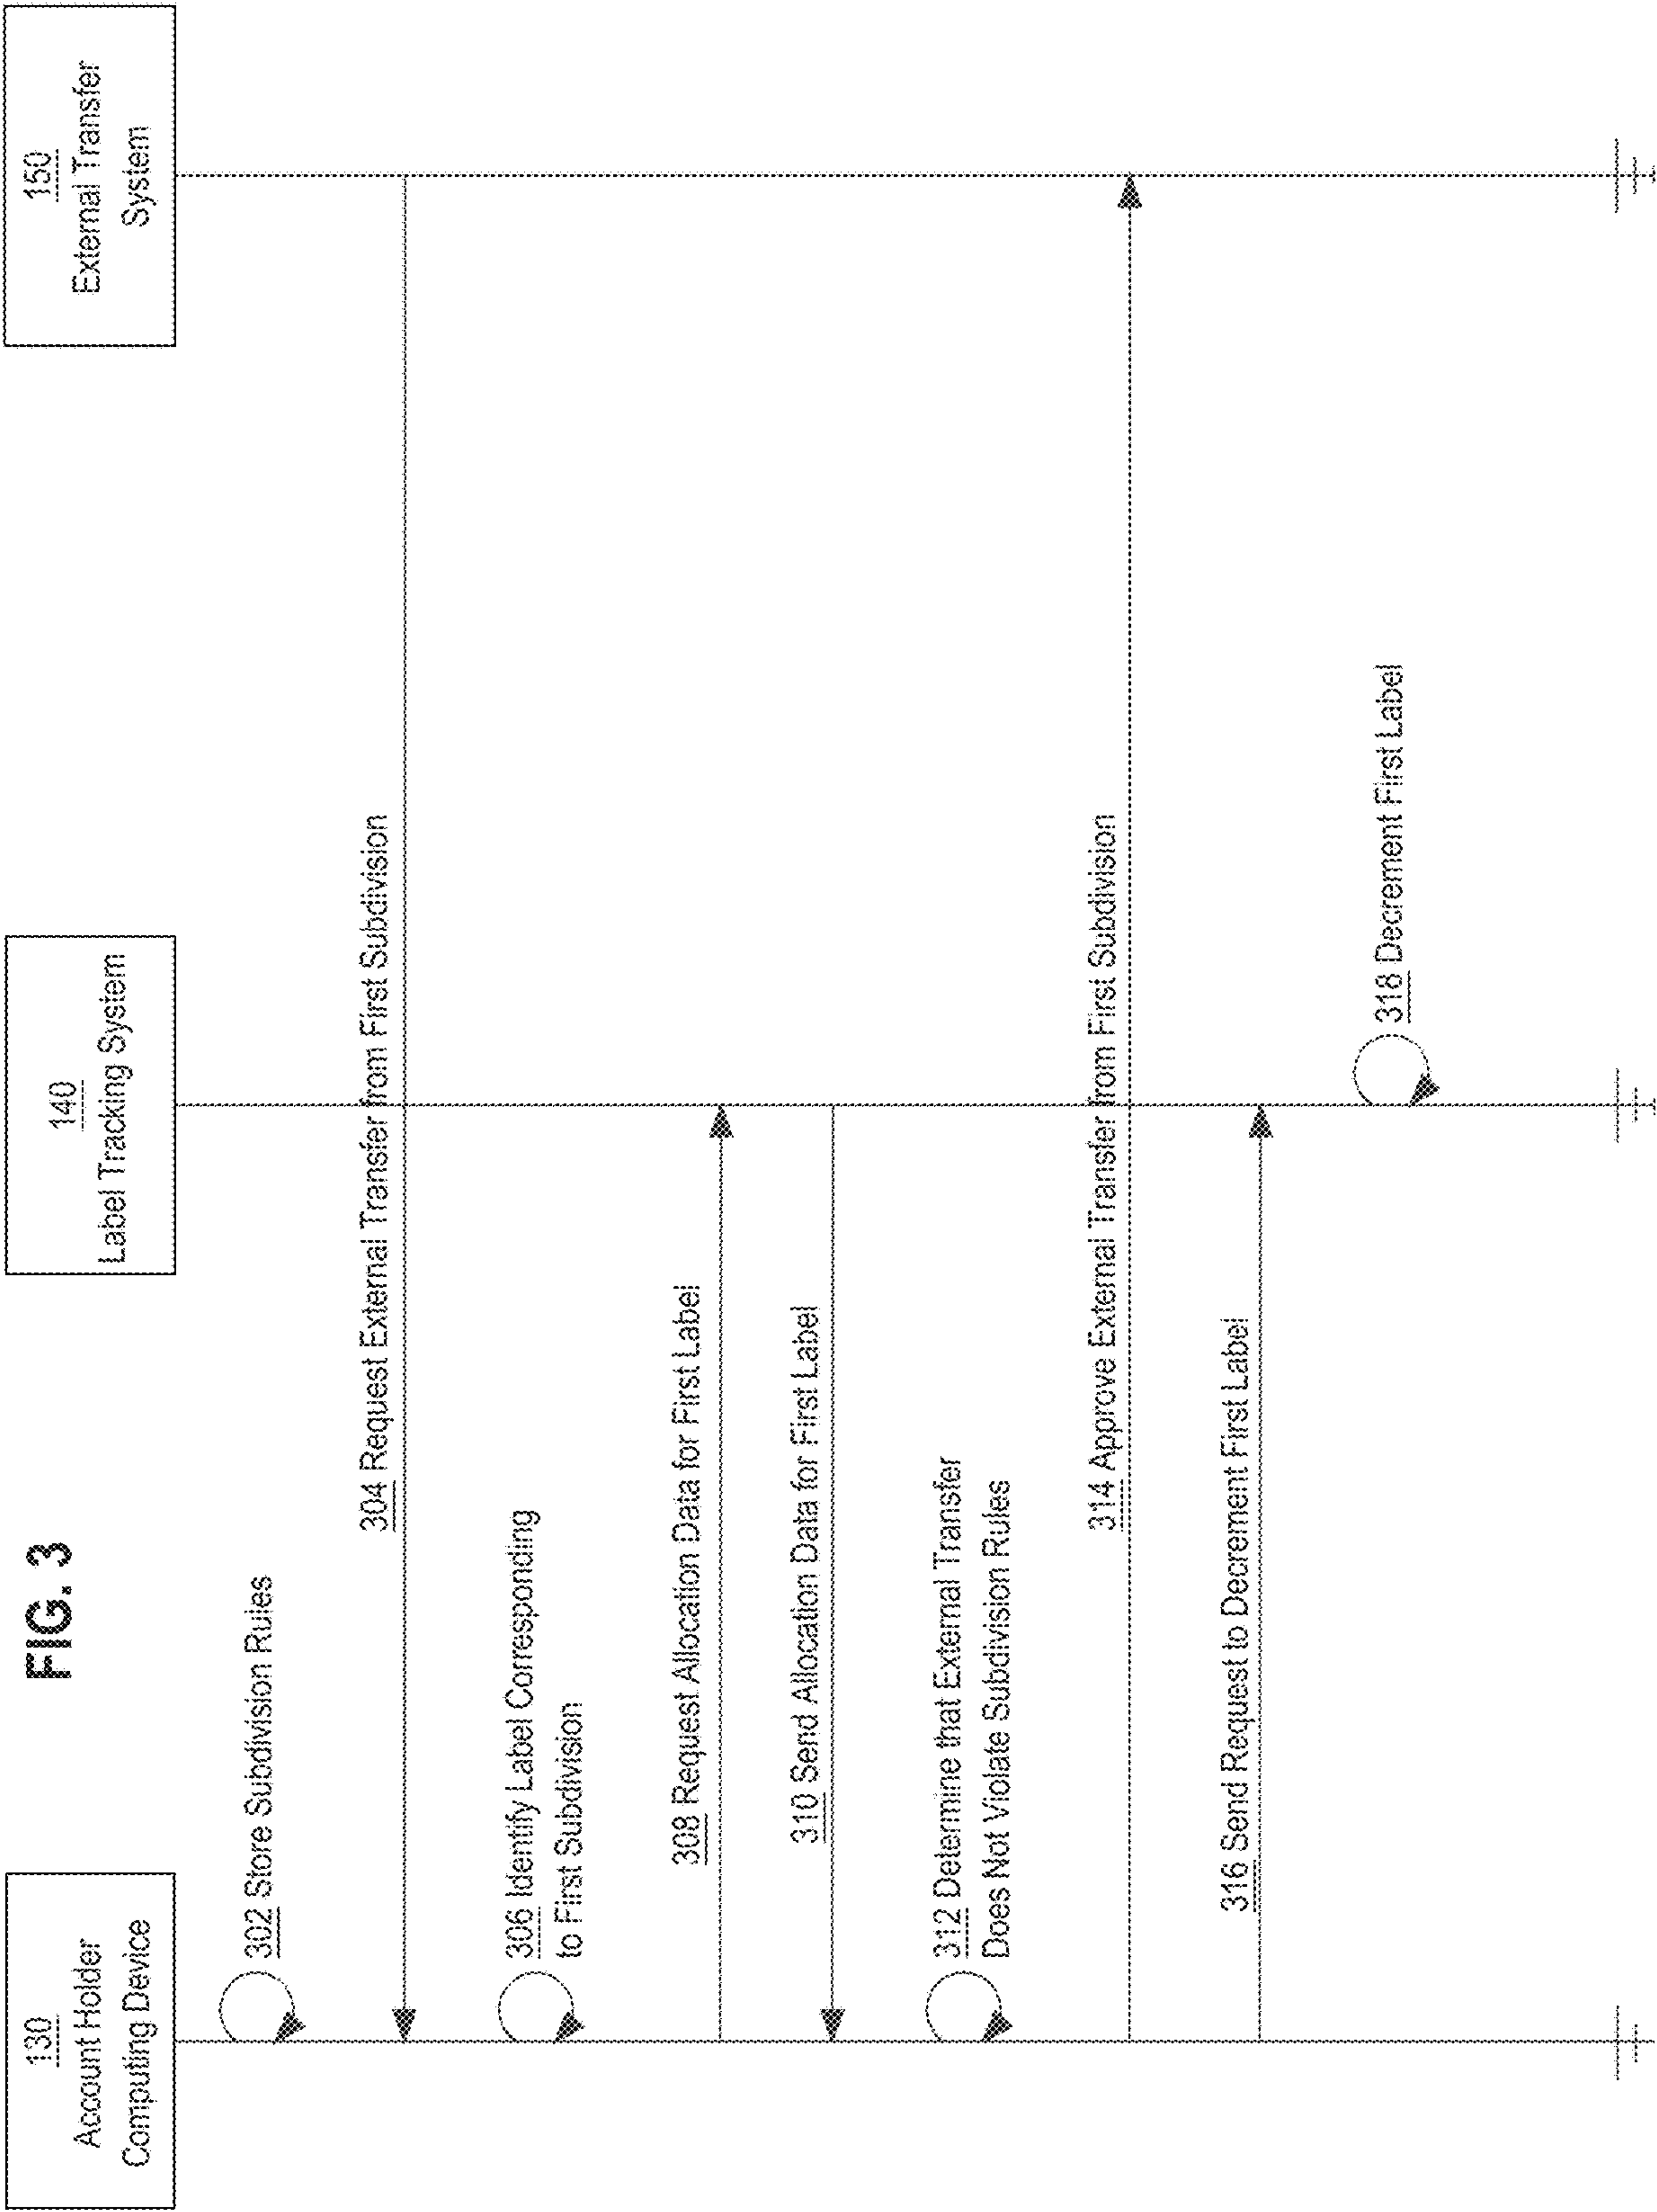 FIG. 3
130
Account Holder
Computing Device
140
Label Tracking System
150
External Transfer
System
302 Store Subdivision Rules
304 Request External Transfer from First Subdivision
306 Identify Label Corresponding
to First Subdivision
308 Request Allocation Data for First Label
310 Send Allocation Data for First Label
312 Determine that External Transfer
Does Not Violate Subdivision Rules
314 Approve External Transfer from First Subdivision
316 Send Request to Decrement First Label
318 Decrement First Label